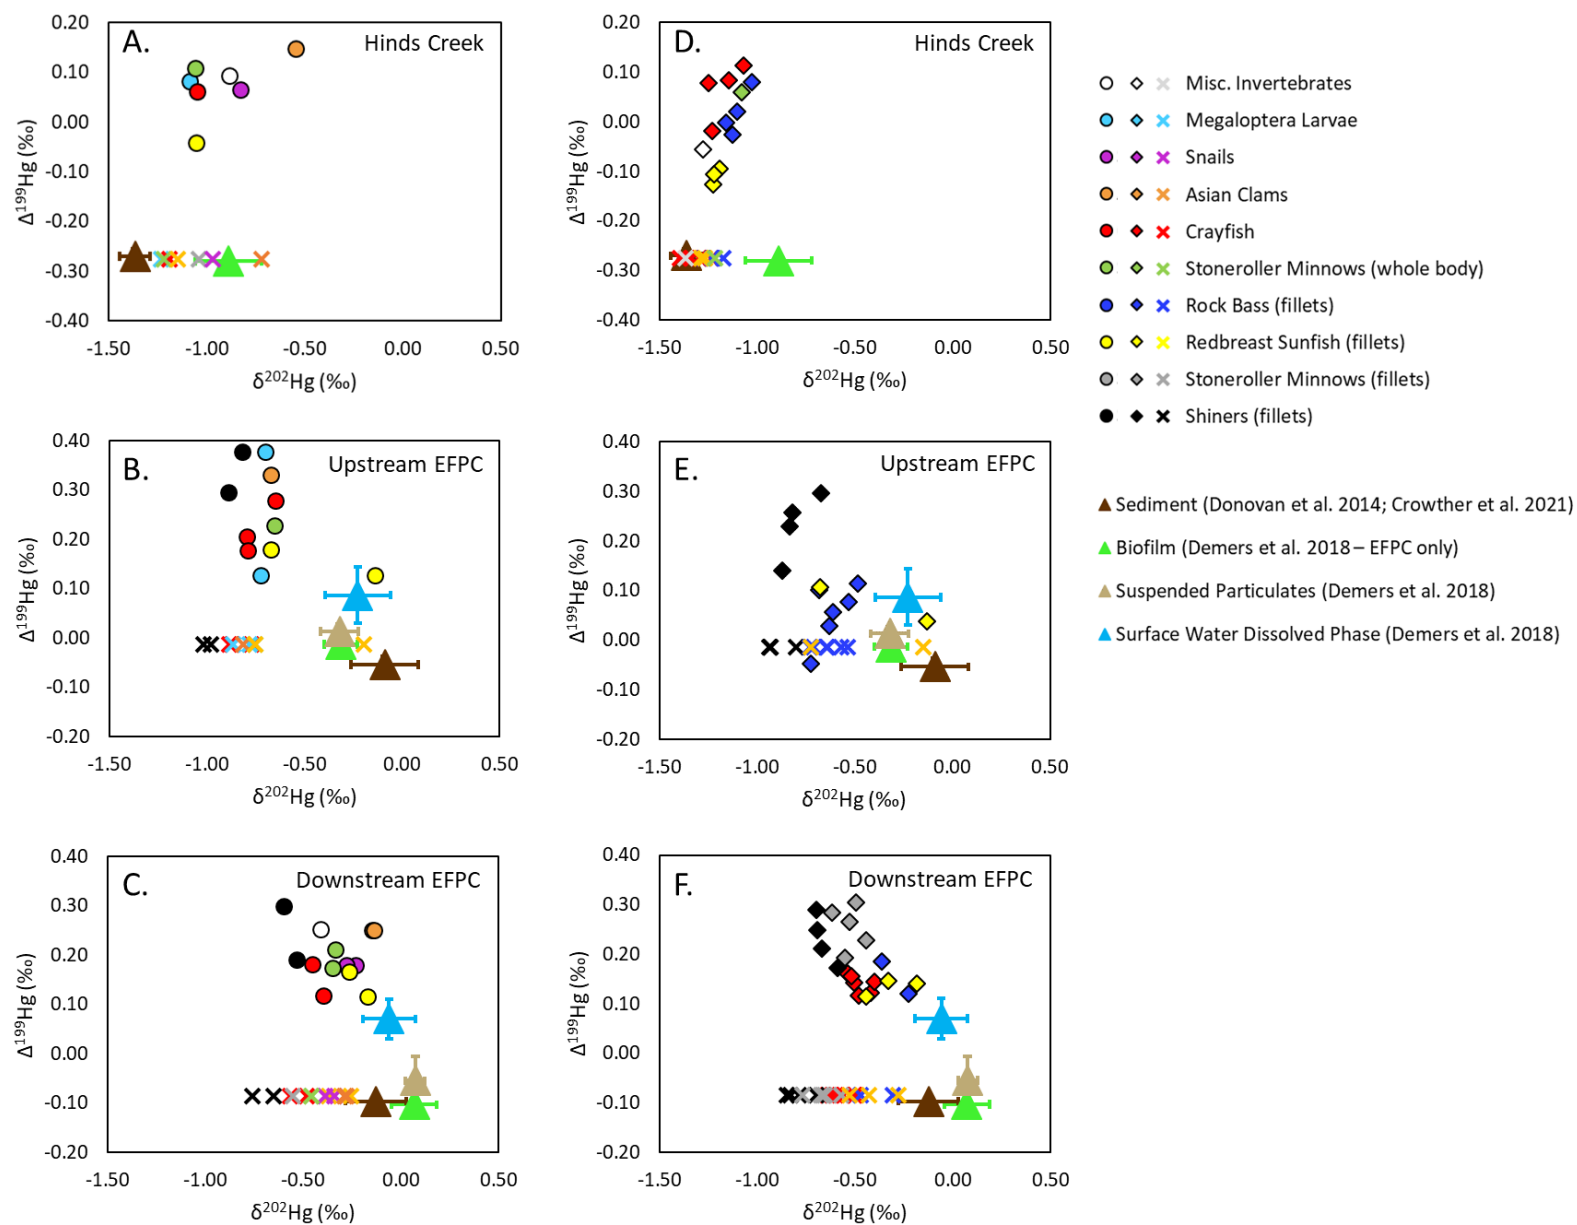 A.
Hinds Creek
0.20
0.10
0.00
-0.10
-0.20
-0.30
-0.40
Δ199Hg (‰)
-1.50 -1.00 -0.50 0.00 0.50
δ202Hg (‰)
D.
Hinds Creek
0.20
0.10
0.00
-0.10
-0.20
-0.30
-0.40
Δ199Hg (‰)
-1.50 -1.00 -0.50 0.00 0.50
δ202Hg (‰)
B.
Upstream EFPC
0.40
0.30
0.20
0.10
0.00
-0.10
-0.20
Δ199Hg (‰)
-1.50 -1.00 -0.50 0.00 0.50
δ202Hg (‰)
E.
Upstream EFPC
0.40
0.30
0.20
0.10
0.00
-0.10
-0.20
Δ199Hg (‰)
-1.50 -1.00 -0.50 0.00 0.50
δ202Hg (‰)
C.
Downstream EFPC
0.40
0.30
0.20
0.10
0.00
-0.10
-0.20
Δ199Hg (‰)
-1.50 -1.00 -0.50 0.00 0.50
δ202Hg (‰)
F.
Downstream EFPC
0.40
0.30
0.20
0.10
0.00
-0.10
-0.20
Δ199Hg (‰)
-1.50 -1.00 -0.50 0.00 0.50
δ202Hg (‰)
Misc. Invertebrates
Megaloptera Larvae
Snails
Asian Clams
Crayfish
Stoneroller Minnows (whole body)
Rock Bass (fillets)
Redbreast Sunfish (fillets)
Stoneroller Minnows (fillets)
Shiners (fillets)
Sediment (Donovan et al. 2014; Crowther et al. 2021)
Biofilm (Demers et al. 2018 – EFPC only)
Suspended Particulates (Demers et al. 2018)
Surface Water Dissolved Phase (Demers et al. 2018)